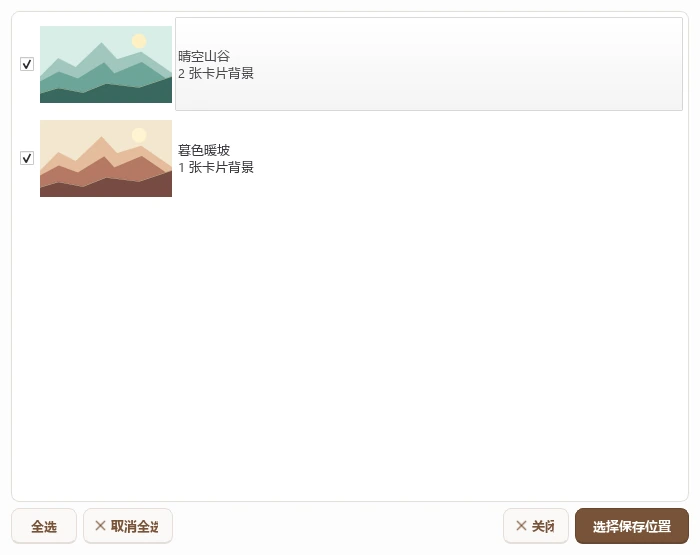 晴空山谷
2 张卡片背景
暮色暖坡
1 张卡片背景
全选
取消全
关闭
选择保存位置